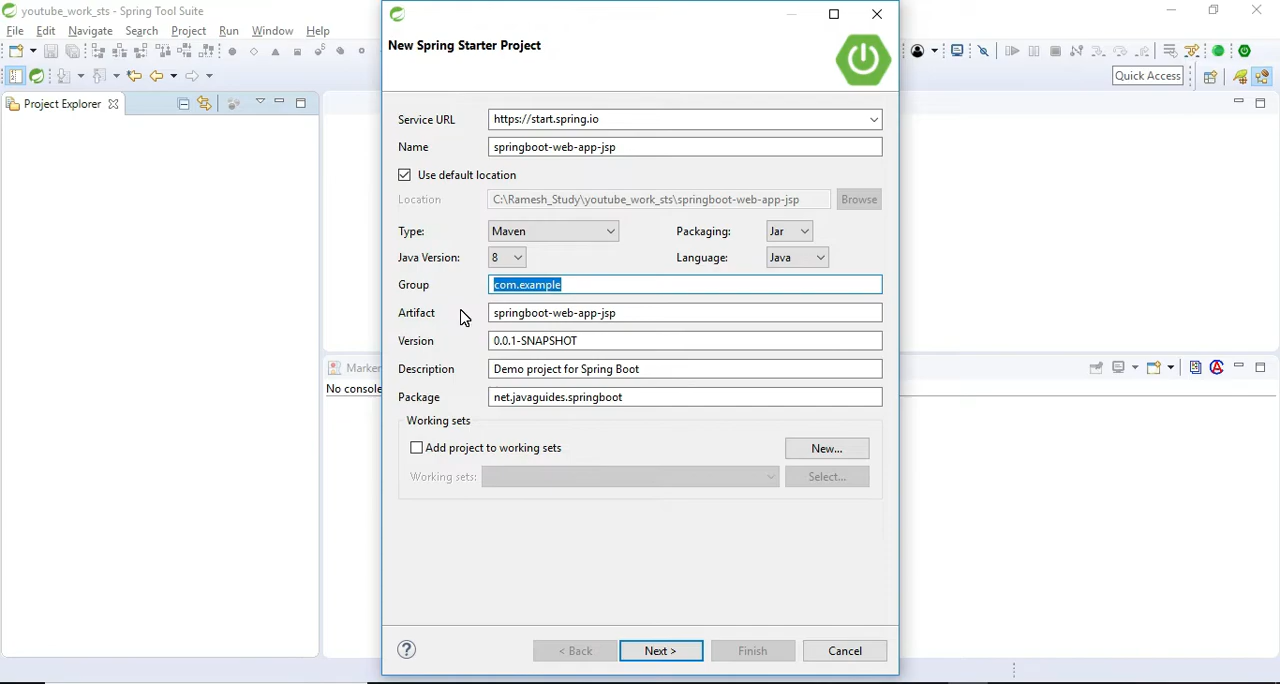 youtube_work_sts - Spring Tool Suite
File Edit Navigate Search Project Run Window Help
New Spring Starter Project
Quick Access
Project Explorer
Service URL https://start.spring.io
Name springboot-web-app-jsp
Use default location
Location C:\Ramesh_Study\youtube_work_sts\springboot-web-app-jsp Browse
Type: Maven Packaging: Jar
Java Version: 8 Language: Java
Group com.example
Artifact springboot-web-app-jsp
Version 0.0.1-SNAPSHOT
Description Demo project for Spring Boot
Marker
No console
Package net.javaguides.springboot
Working sets
Add project to working sets New...
Working sets: Select...
< Back Next > Finish Cancel